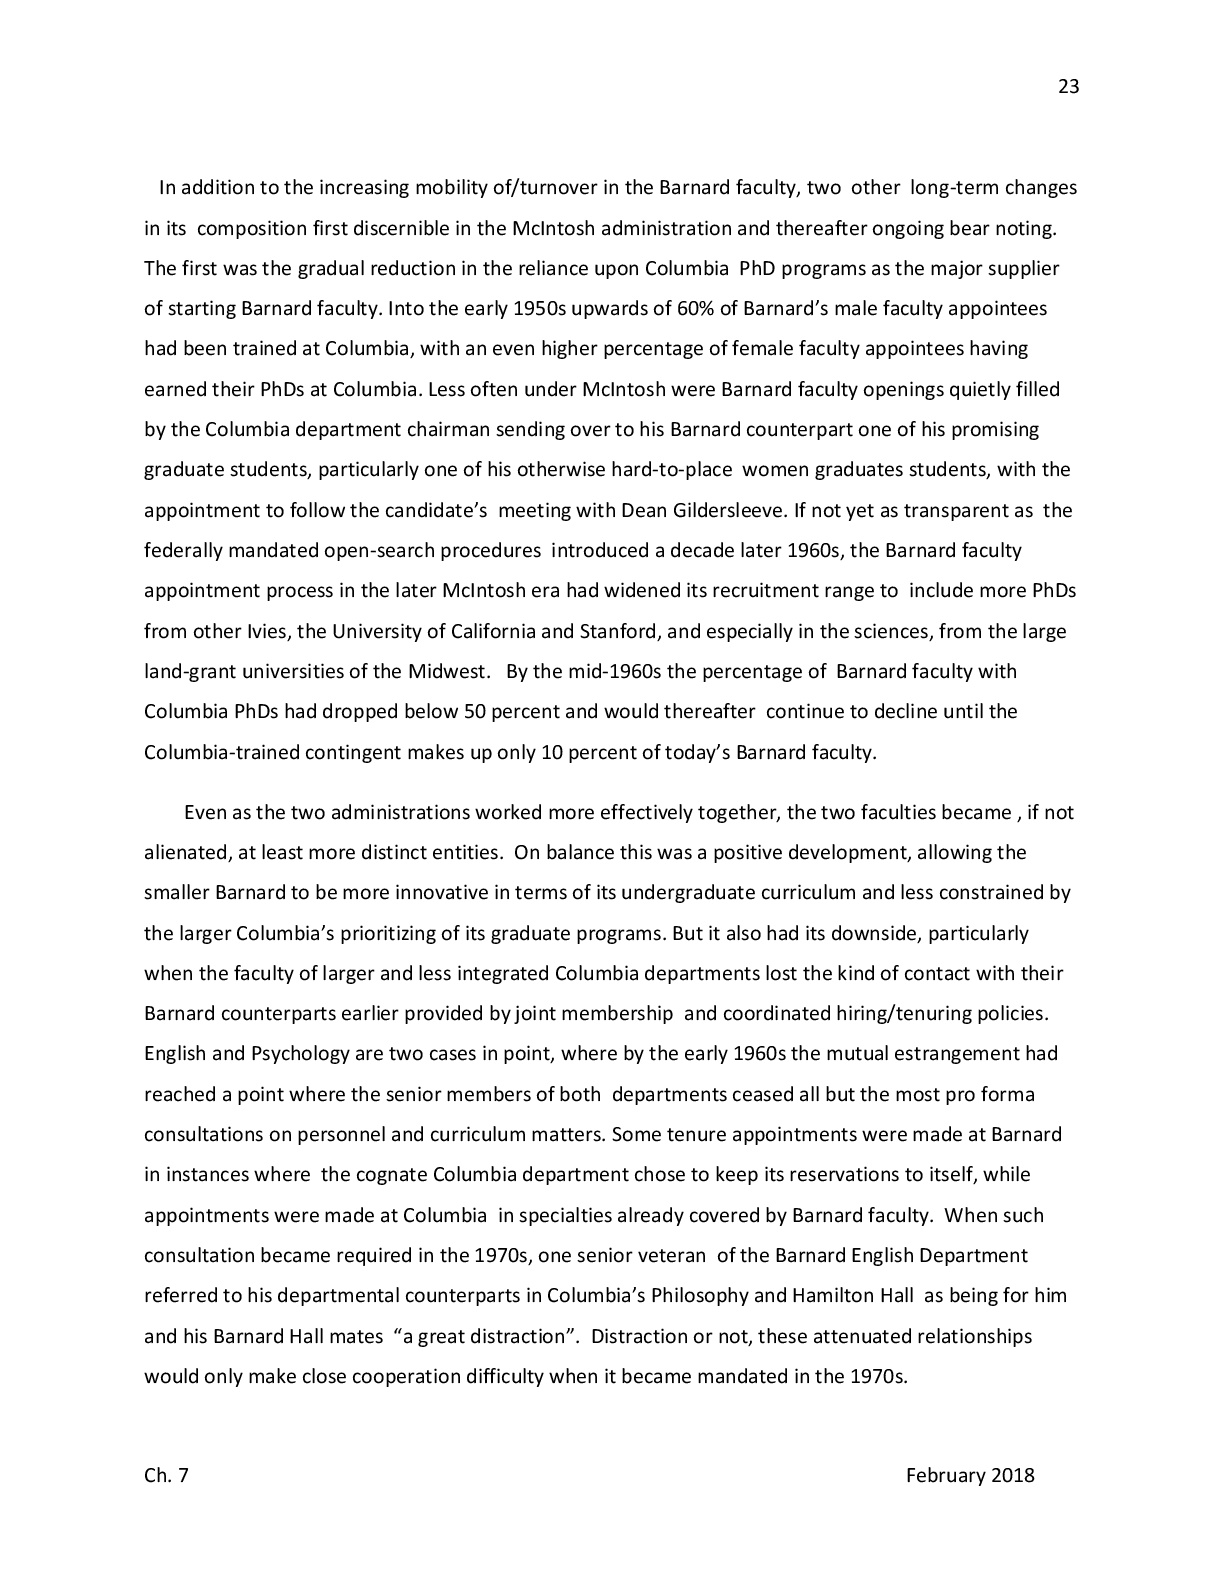 23
In addition to the increasing mobility of/turnover in the Barnard faculty, two other long-term changes
in its composition first discernible in the McIntosh administration and thereafter ongoing bear noting.
The first was the gradual reduction in the reliance upon Columbia PhD programs as the major supplier
of starting Barnard faculty. Into the early 1950s upwards of 60% of Barnard’s male faculty appointees
had been trained at Columbia, with an even higher percentage of female faculty appointees having
earned their PhDs at Columbia. Less often under McIntosh were Barnard faculty openings quietly filled
by the Columbia department chairman sending over to his Barnard counterpart one of his promising
graduate students, particularly one of his otherwise hard-to-place women graduates students, with the
appointment to follow the candidate’s meeting with Dean Gildersleeve. If not yet as transparent as the
federally mandated open-search procedures introduced a decade later 1960s, the Barnard faculty
appointment process in the later McIntosh era had widened its recruitment range to include more PhDs
from other Ivies, the University of California and Stanford, and especially in the sciences, from the large
land-grant universities of the Midwest. By the mid-1960s the percentage of Barnard faculty with
Columbia PhDs had dropped below 50 percent and would thereafter continue to decline until the
Columbia-trained contingent makes up only 10 percent of today’s Barnard faculty.
Even as the two administrations worked more effectively together, the two faculties became , if not
alienated, at least more distinct entities. On balance this was a positive development, allowing the
smaller Barnard to be more innovative in terms of its undergraduate curriculum and less constrained by
the larger Columbia’s prioritizing of its graduate programs. But it also had its downside, particularly
when the faculty of larger and less integrated Columbia departments lost the kind of contact with their
Barnard counterparts earlier provided by joint membership and coordinated hiring/tenuring policies.
English and Psychology are two cases in point, where by the early 1960s the mutual estrangement had
reached a point where the senior members of both departments ceased all but the most pro forma
consultations on personnel and curriculum matters. Some tenure appointments were made at Barnard
in instances where the cognate Columbia department chose to keep its reservations to itself, while
appointments were made at Columbia in specialties already covered by Barnard faculty. When such
consultation became required in the 1970s, one senior veteran of the Barnard English Department
referred to his departmental counterparts in Columbia’s Philosophy and Hamilton Hall as being for him
and his Barnard Hall mates “a great distraction”. Distraction or not, these attenuated relationships
would only make close cooperation difficulty when it became mandated in the 1970s.
Ch. 7 February 2018